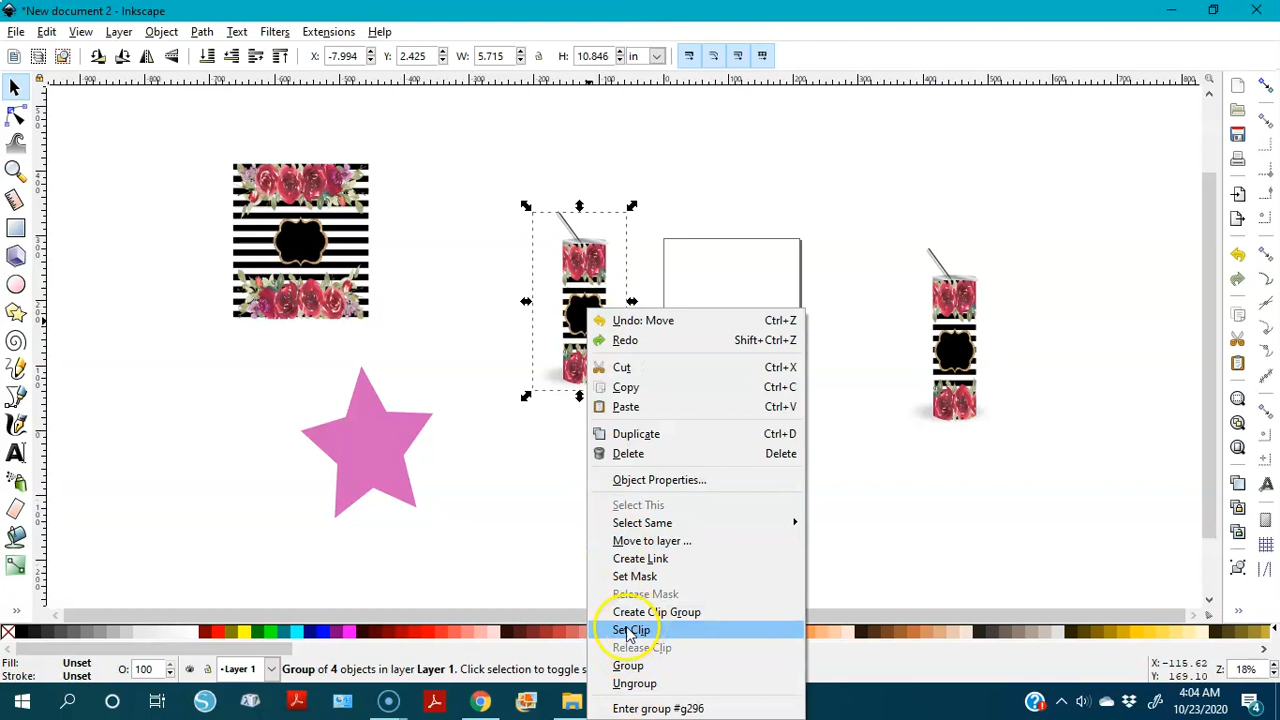 *New document 2 - Inkscape
File Edit View Layer Object Path Text Filters Extensions Help
X: -7.994 Y: 2.425 W: 5.715 H: 10.846 in
Undo: Move Ctrl+Z
Redo Shift+Ctrl+Z
Cut Ctrl+X
Copy Ctrl+C
Paste Ctrl+V
Duplicate Ctrl+D
Delete Delete
Object Properties...
Select This
Select Same
Move to layer ...
Create Link
Set Mask
Release Mask
Create Clip Group
Set Clip
Release Clip
Group
Ungroup
Enter group #g296
Fill: Unset
Stroke: Unset
O: 100
Layer 1
Group of 4 objects in layer Layer 1. Click selection to toggle s
X: -115.62
Y: 169.10
Z: 18%
4:04 AM
10/23/2020
4